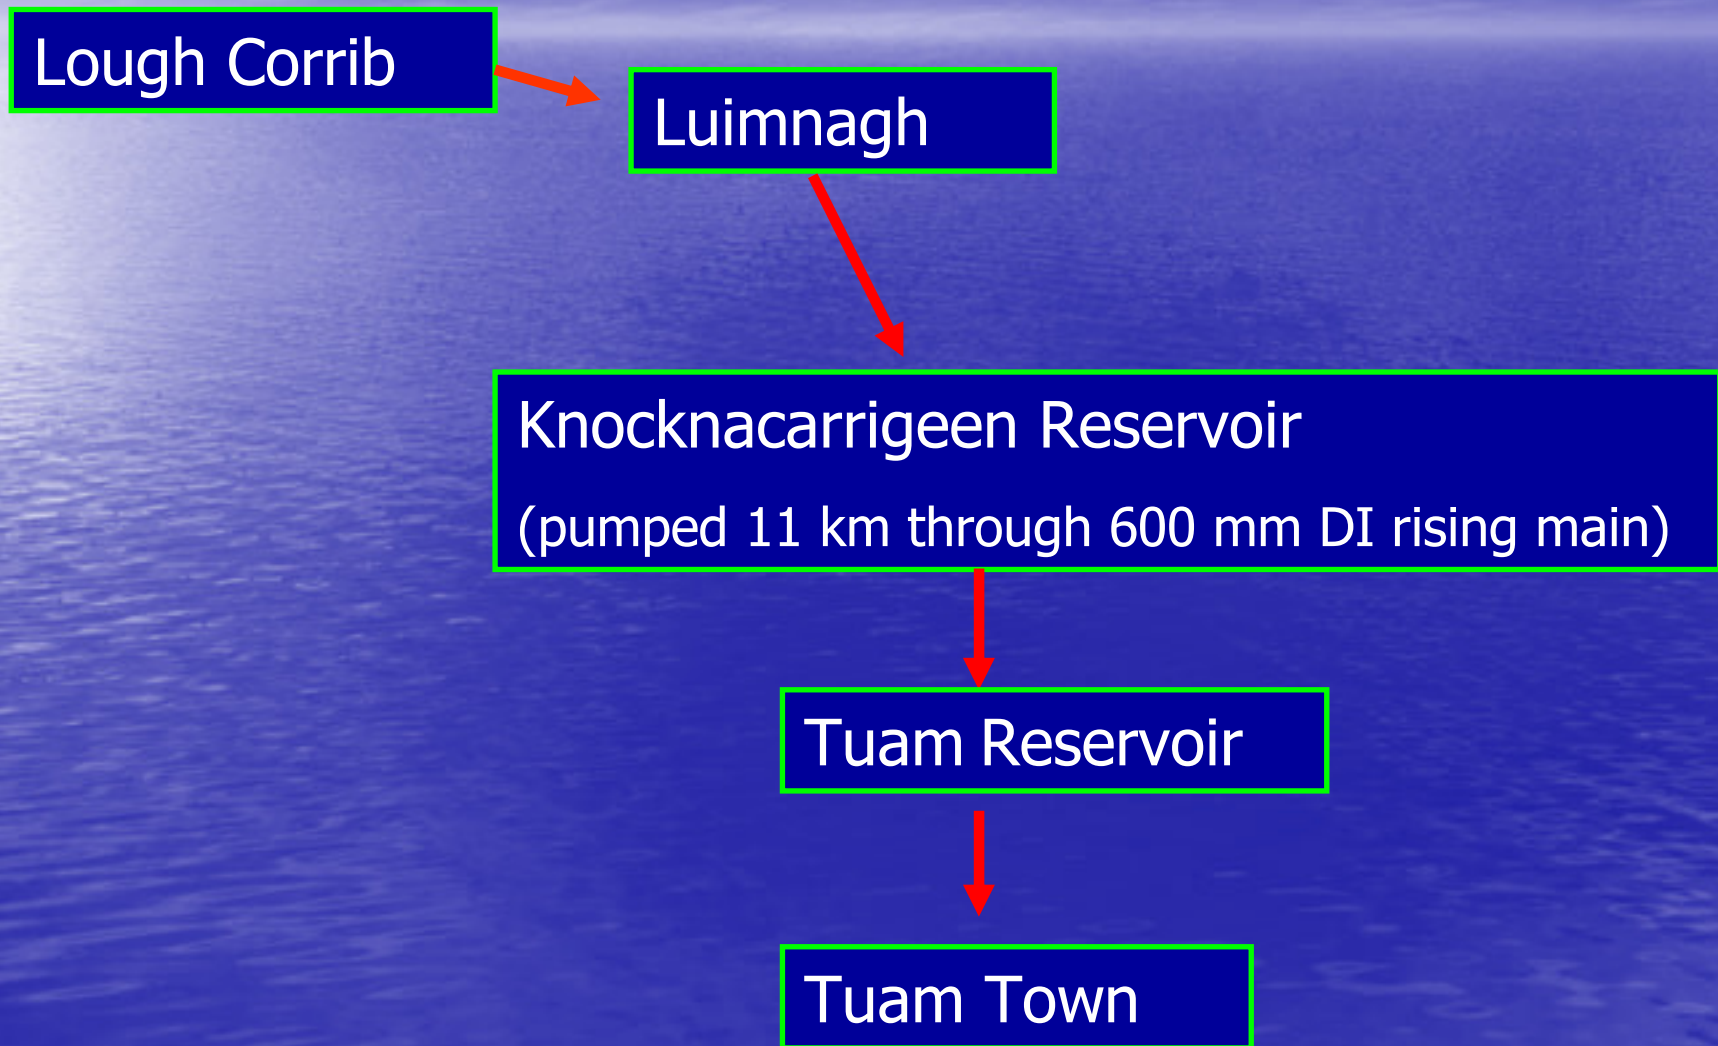 Lough Corrib
Luimnagh
Knocknacarrigeen Reservoir
(pumped 11 km through 600 mm DI rising main)
Tuam Reservoir
Tuam Town